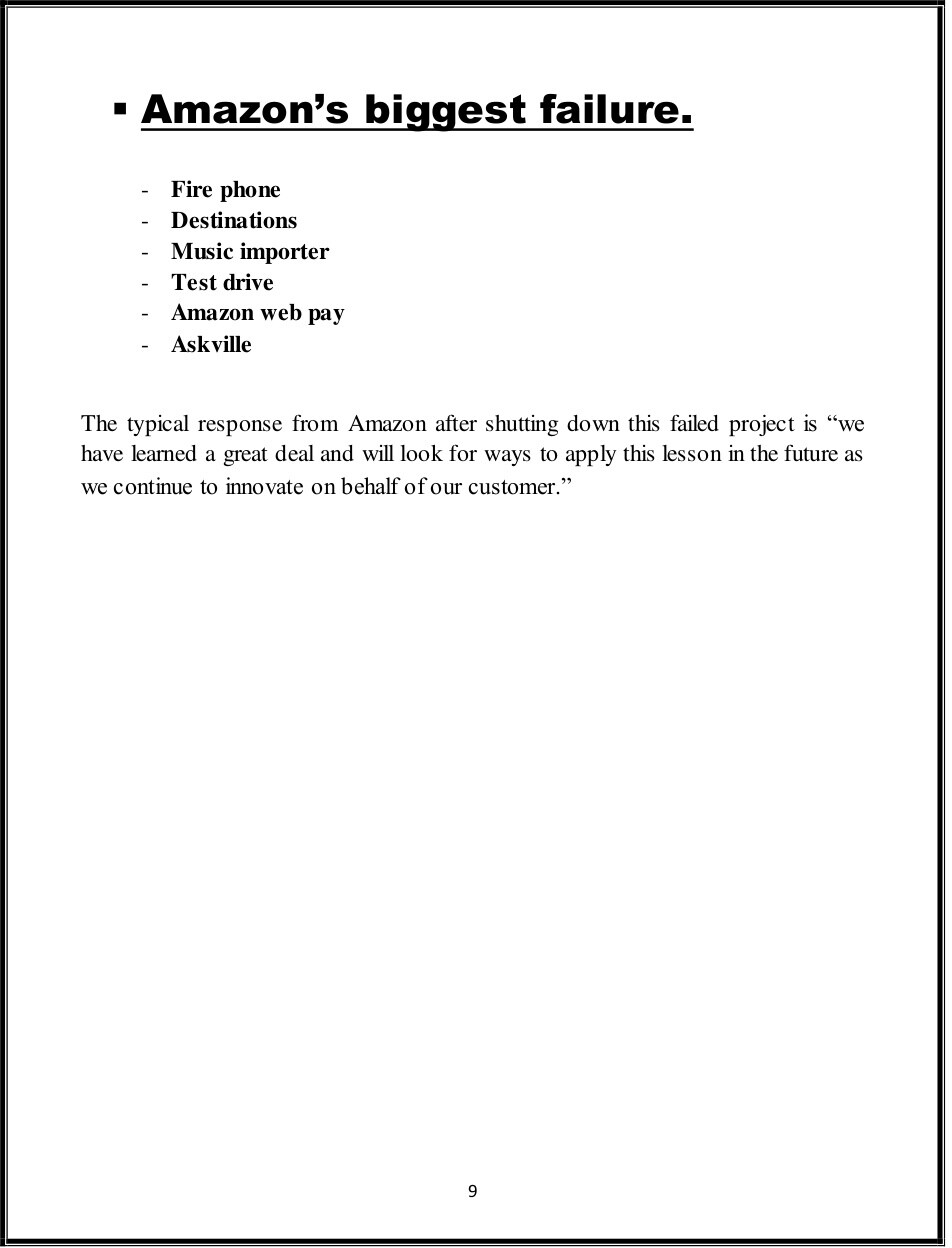 ▪ Amazon’s biggest failure.
- Fire phone
- Destinations
- Music importer
- Test drive
- Amazon web pay
- Askville
The typical response from Amazon after shutting down this failed project is “we
have learned a great deal and will look for ways to apply this lesson in the future as
we continue to innovate on behalf of our customer.”
9